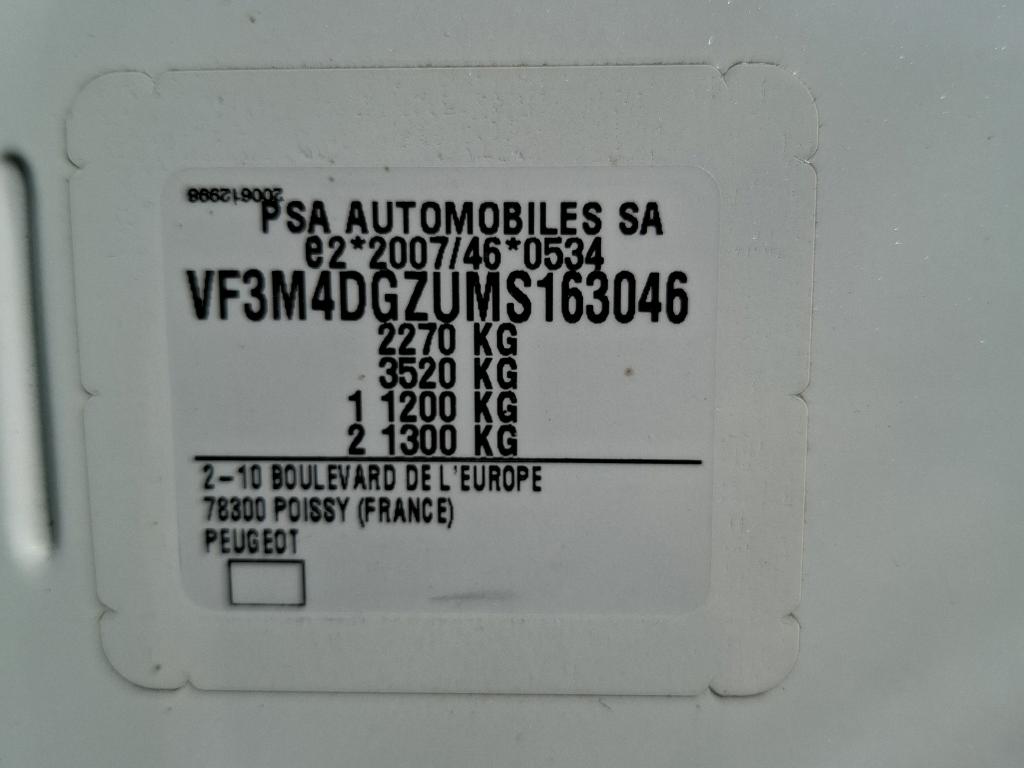 200612998
PSA AUTOMOBILES SA
e2*2007/46*0534
VF3M4DGZUMS163046
2270 KG
3520 KG
1 1200 KG
2 1300 KG
2-10 BOULEVARD DE L'EUROPE
78300 POISSY (FRANCE)
PEUGEOT